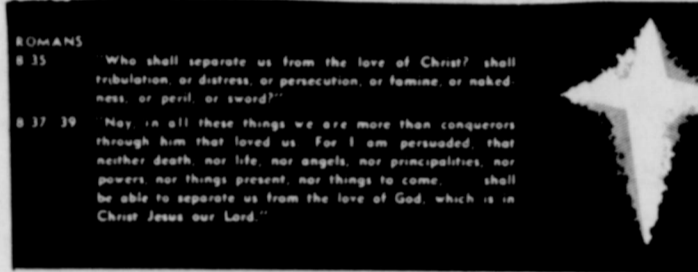 ROMANS
8 35 "Who shall separate us from the love of Christ? shall
tribulation, or distress, or persecution, or famine, or naked-
ness, or peril, or sword?"
8 37 39 "Nay, in all these things we are more than conquerors
through him that loved us For I am persuaded, that
neither death, nor life, nor angels, nor principalities, nor
powers, nor things present, nor things to come, shall
be able to separate us from the love of God, which is in
Christ Jesus our Lord."